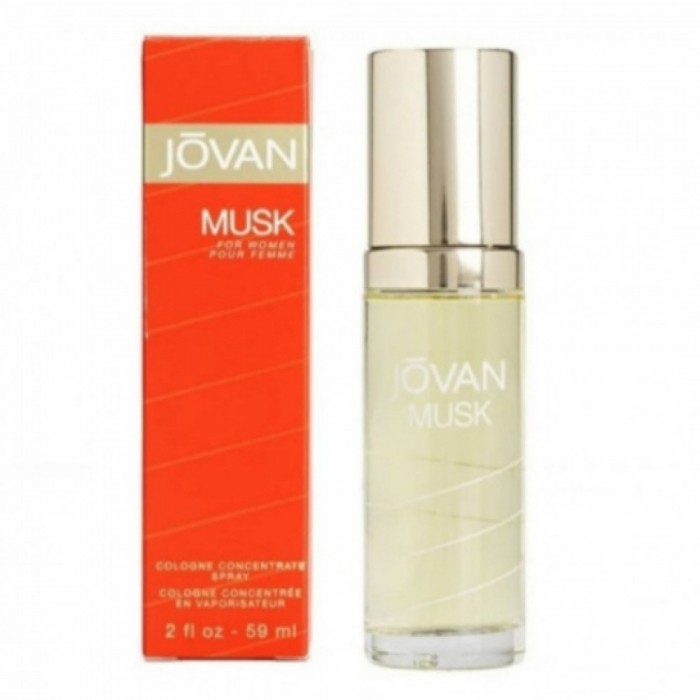 JŌVAN
MUSK
FOR WOMEN
POUR FEMME
COLOGNE CONCENTRATE
SPRAY
COLOGNE CONCENTRÉE
EN VAPORISATEUR
2 fl oz - 59 ml
JŌVAN
MUSK